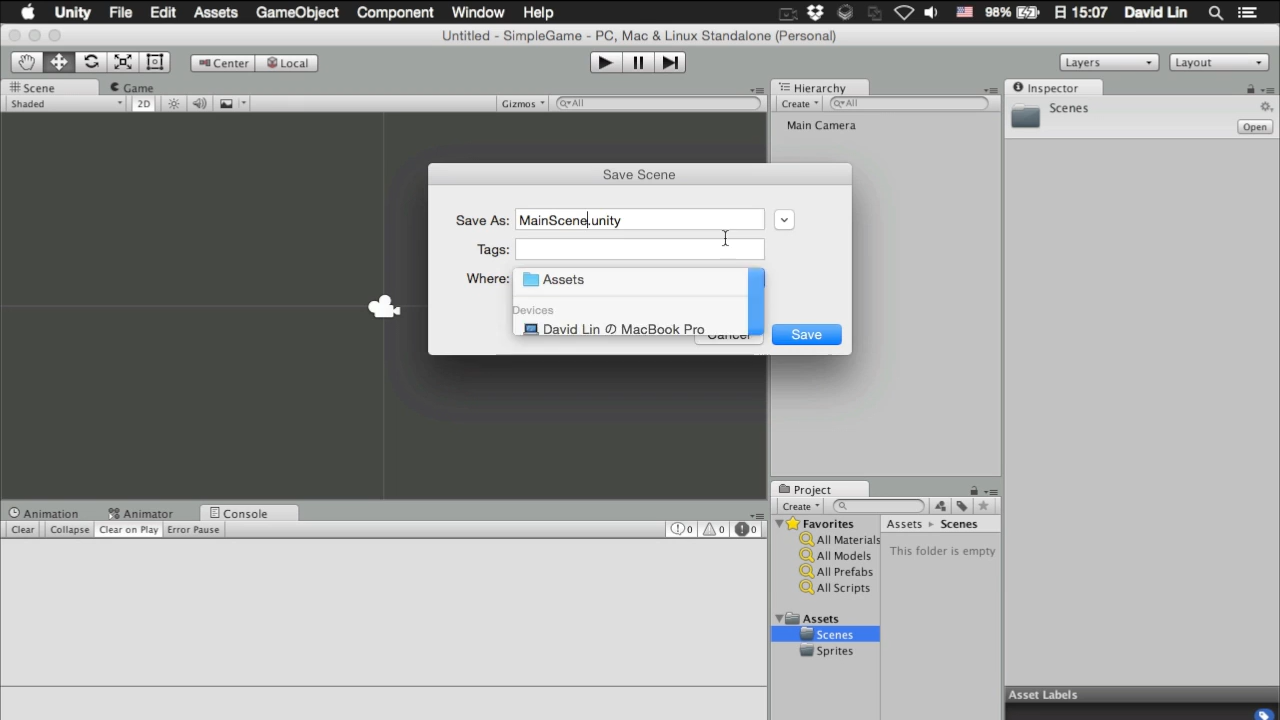 Unity File Edit Assets GameObject Component Window Help 98% 日 15:07 David Lin
Untitled - SimpleGame - PC, Mac & Linux Standalone (Personal)
Center Local Layers Layout
Scene Game
Shaded 2D Gizmos All
Hierarchy
Create All
Main Camera
Inspector
Scenes
Open
Save Scene
Save As: MainScene.unity
Tags:
Where: Assets
Devices
David Lin の MacBook Pro
Cancel Save
Animation Animator Console
Clear Collapse Clear on Play Error Pause 0 0 0
Project
Create
Favorites
All Materials
All Models
All Prefabs
All Scripts
Assets
Scenes
Sprites
Assets Scenes
This folder is empty
Asset Labels